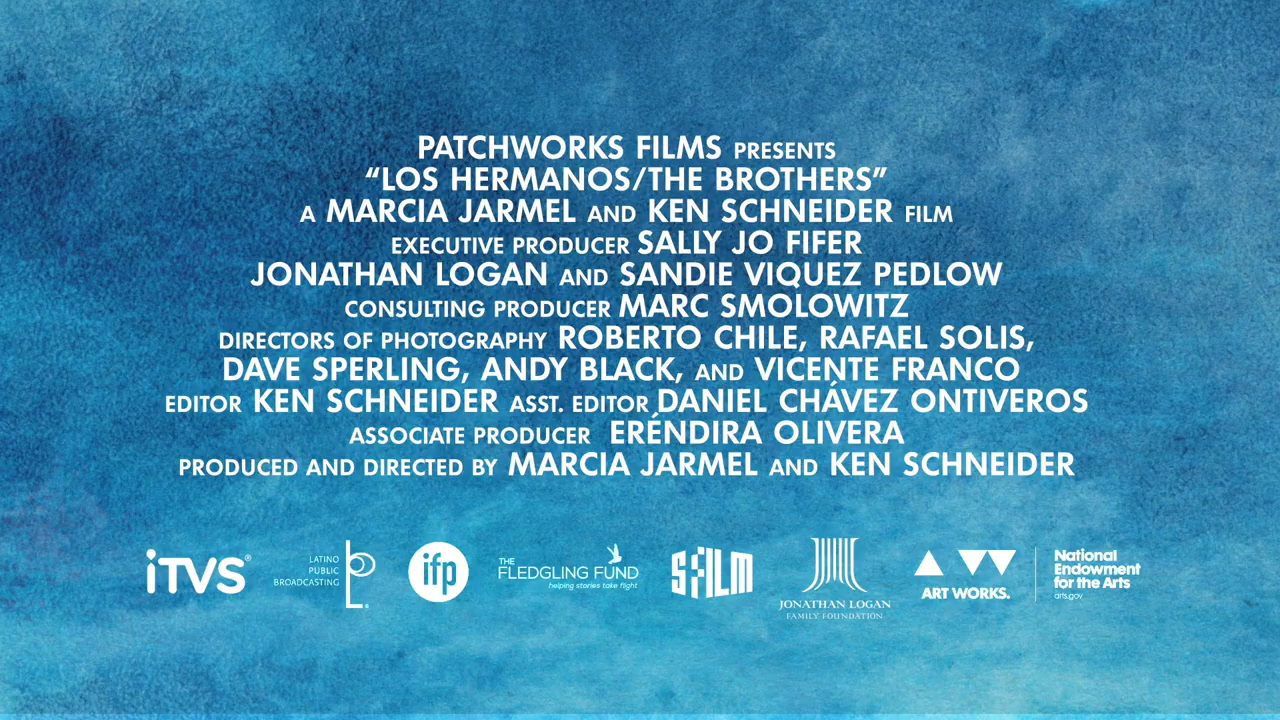 PATCHWORKS FILMS PRESENTS
“LOS HERMANOS/THE BROTHERS”
A MARCIA JARMEL AND KEN SCHNEIDER FILM
EXECUTIVE PRODUCER SALLY JO FIFER
JONATHAN LOGAN AND SANDIE VIQUEZ PEDLOW
CONSULTING PRODUCER MARC SMOLOWITZ
DIRECTORS OF PHOTOGRAPHY ROBERTO CHILE, RAFAEL SOLIS,
DAVE SPERLING, ANDY BLACK, AND VICENTE FRANCO
EDITOR KEN SCHNEIDER ASST. EDITOR DANIEL CHÁVEZ ONTIVEROS
ASSOCIATE PRODUCER ERÉNDIRA OLIVERA
PRODUCED AND DIRECTED BY MARCIA JARMEL AND KEN SCHNEIDER
iTVS®
LATINO
PUBLIC
BROADCASTING
ifp
THE
FLEDGLING FUND
helping stories take flight
SFFILM
JONATHAN LOGAN
FAMILY FOUNDATION
ART WORKS.
National
Endowment
for the Arts
arts.gov